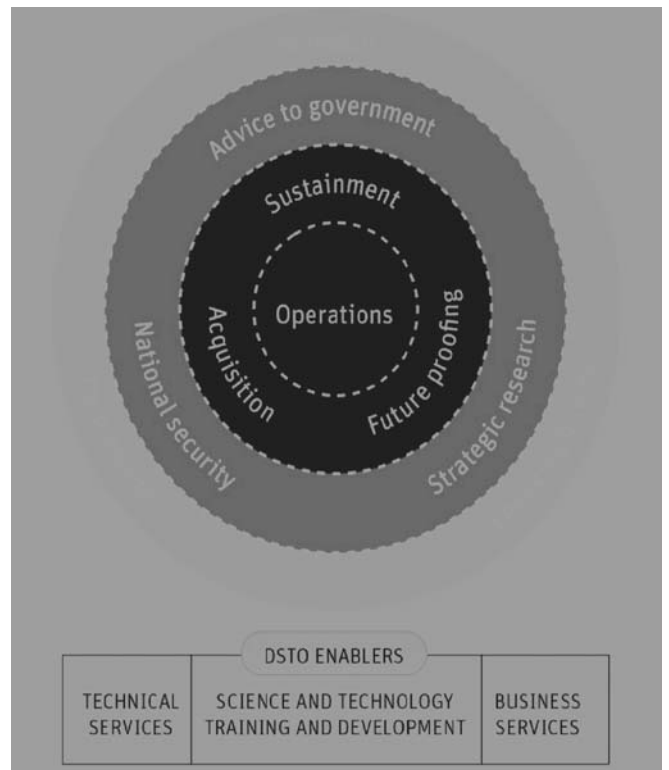 Advice to government
Sustainment
Operations
Acquisition
Future proofing
National security
Strategic research
DSTO ENABLERS
TECHNICAL
SERVICES
SCIENCE AND TECHNOLOGY
TRAINING AND DEVELOPMENT
BUSINESS
SERVICES